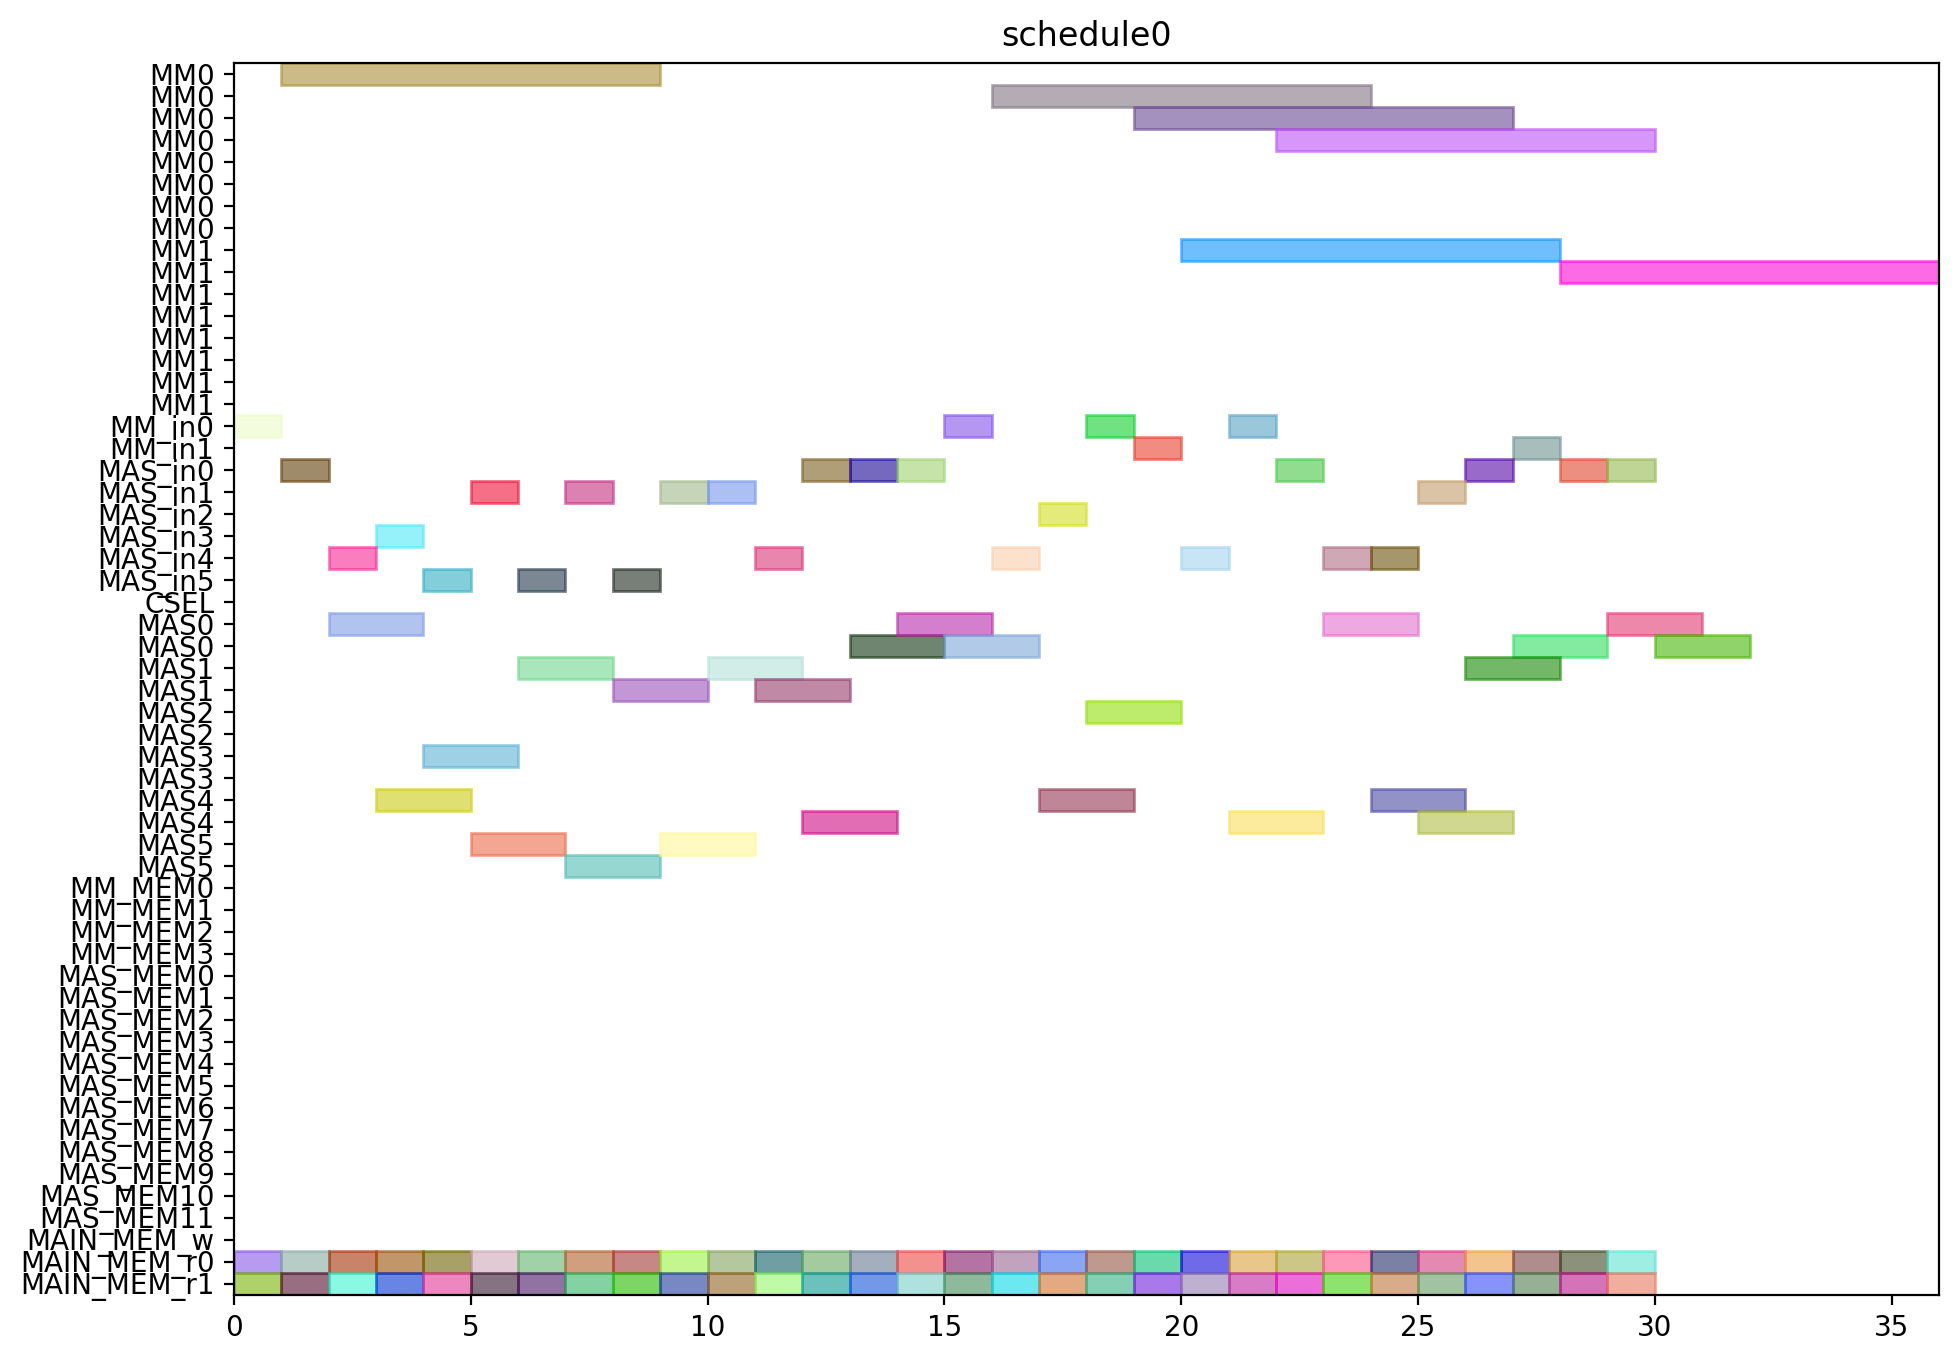 schedule0
MM0
MM0
MM0
MM0
MM0
MM0
MM0
MM0
MM1
MM1
MM1
MM1
MM1
MM1
MM1
MM1
MM_in0
MM_in1
MAS_in0
MAS_in1
MAS_in2
MAS_in3
MAS_in4
MAS_in5
CSEL
MAS0
MAS0
MAS1
MAS1
MAS2
MAS2
MAS3
MAS3
MAS4
MAS4
MAS5
MAS5
MM_MEM0
MM_MEM1
MM_MEM2
MM_MEM3
MAS_MEM0
MAS_MEM1
MAS_MEM2
MAS_MEM3
MAS_MEM4
MAS_MEM5
MAS_MEM6
MAS_MEM7
MAS_MEM8
MAS_MEM9
MAS_MEM10
MAS_MEM11
MAIN_MEM_w
MAIN_MEM_r0
MAIN_MEM_r1
0 5 10 15 20 25 30 35